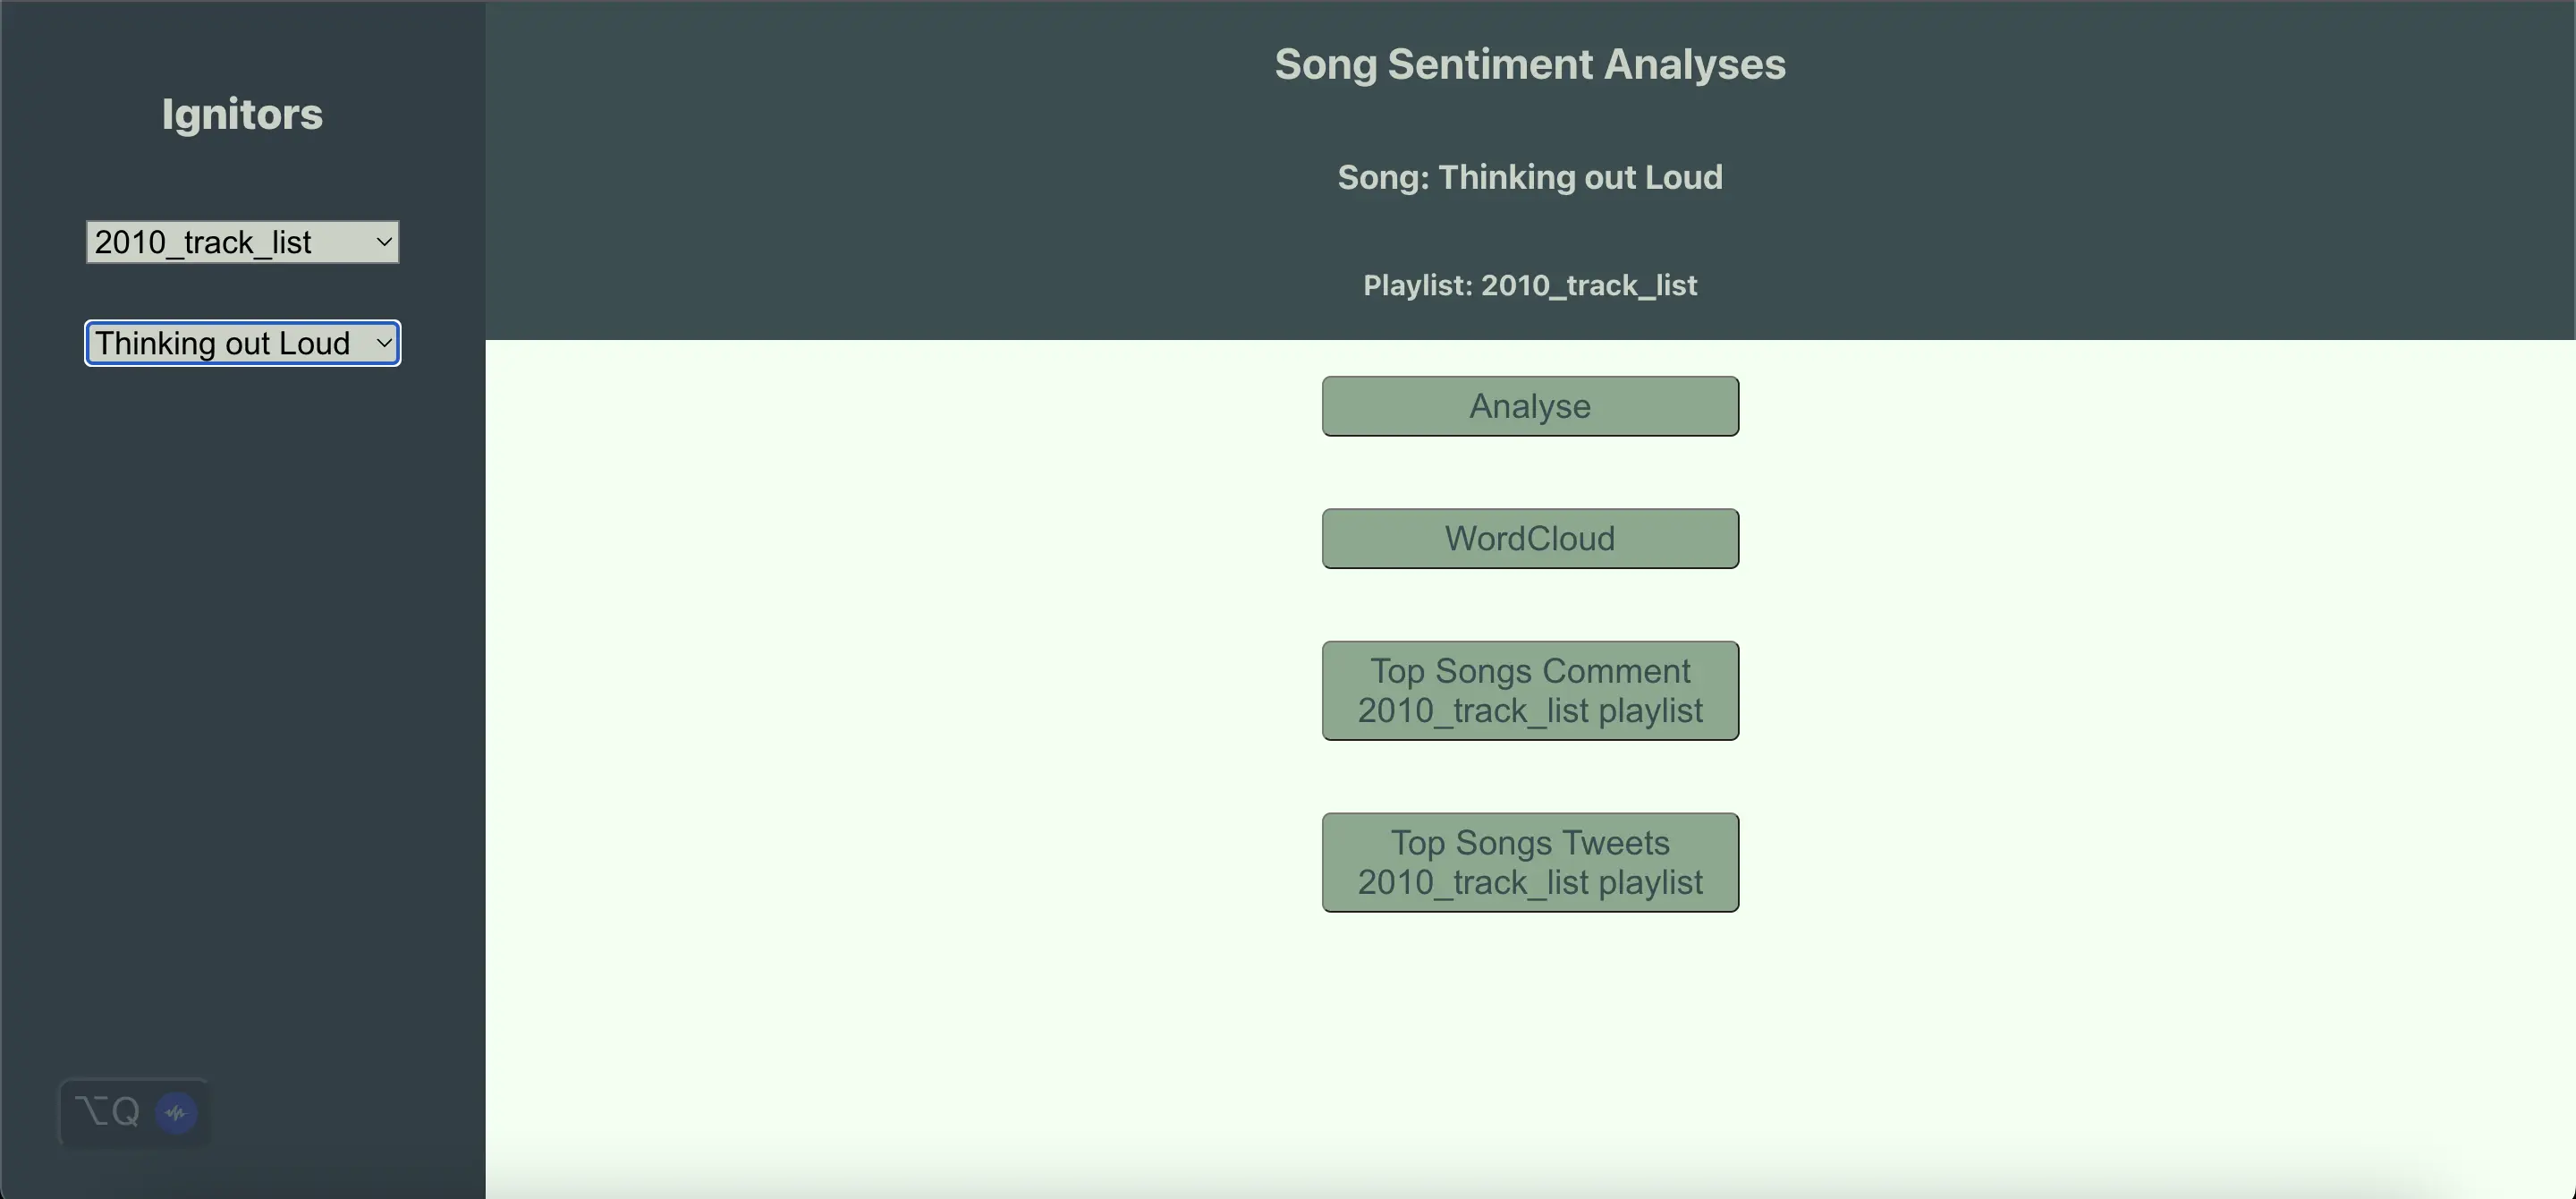 Ignitors
2010_track_list
Thinking out Loud
Song Sentiment Analyses
Song: Thinking out Loud
Playlist: 2010_track_list
Analyse
WordCloud
Top Songs Comment
2010_track_list playlist
Top Songs Tweets
2010_track_list playlist
⌥Q